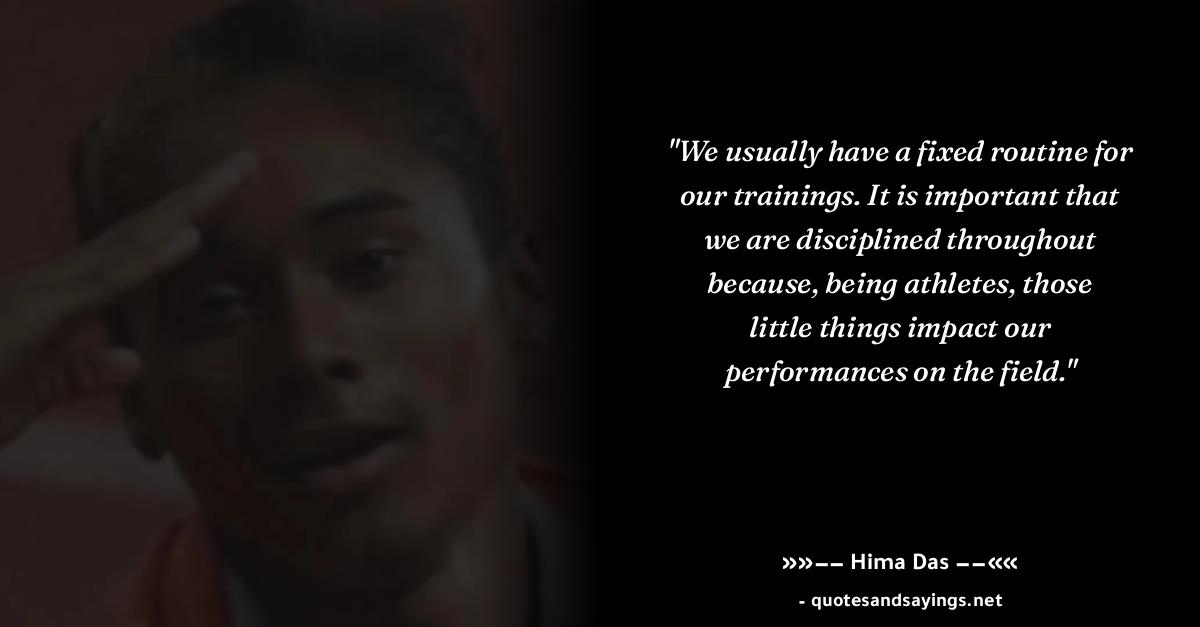 "We usually have a fixed routine for
our trainings. It is important that
we are disciplined throughout
because, being athletes, those
little things impact our
performances on the field."
»»-- Hima Das --««
- quotesandsayings.net